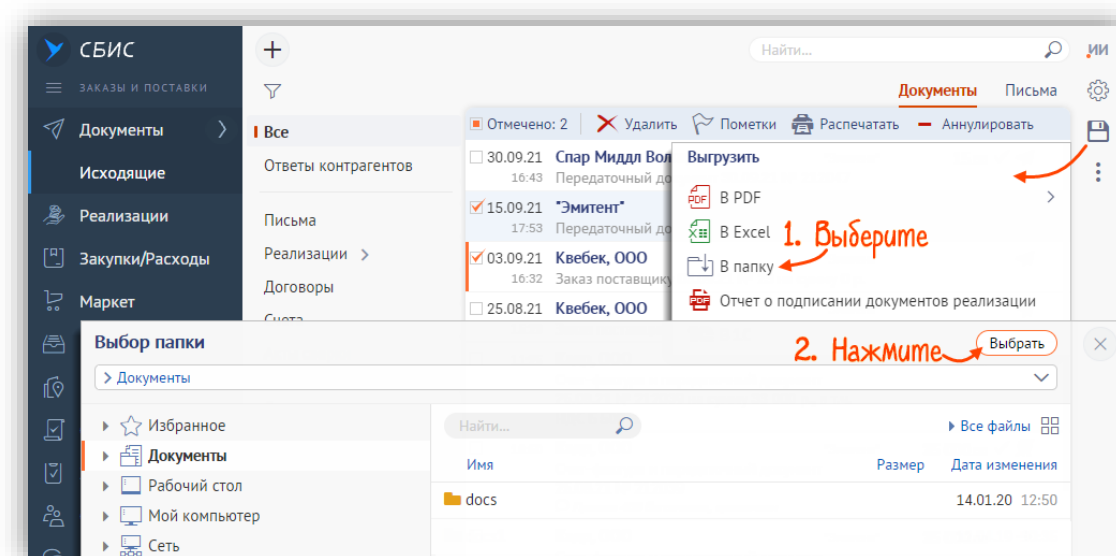 СБИС
Найти...
ИИ
ЗАКАЗЫ И ПОСТАВКИ
Документы Письма
Документы
Исходящие
Реализации
Закупки/Расходы
Маркет
Все
Ответы контрагентов
Письма
Реализации
Договоры
Счета
Отмечено: 2 Удалить Пометки Распечатать Аннулировать
30.09.21 Спар Миддл Вол
16:43 Передаточный до
15.09.21 "Эмитент"
17:53 Передаточный до
03.09.21 Квебек, ООО
16:32 Заказ поставщику
25.08.21 Квебек, ООО
Выгрузить
PDF В PDF
В Excel
1. Выберите
В папку
PDF Отчет о подписании документов реализации
Выбор папки
2. Нажмите
Выбрать
Документы
Избранное
Документы
Рабочий стол
Мой компьютер
Сеть
Найти...
Все файлы
Имя Размер Дата изменения
docs 14.01.20 12:50